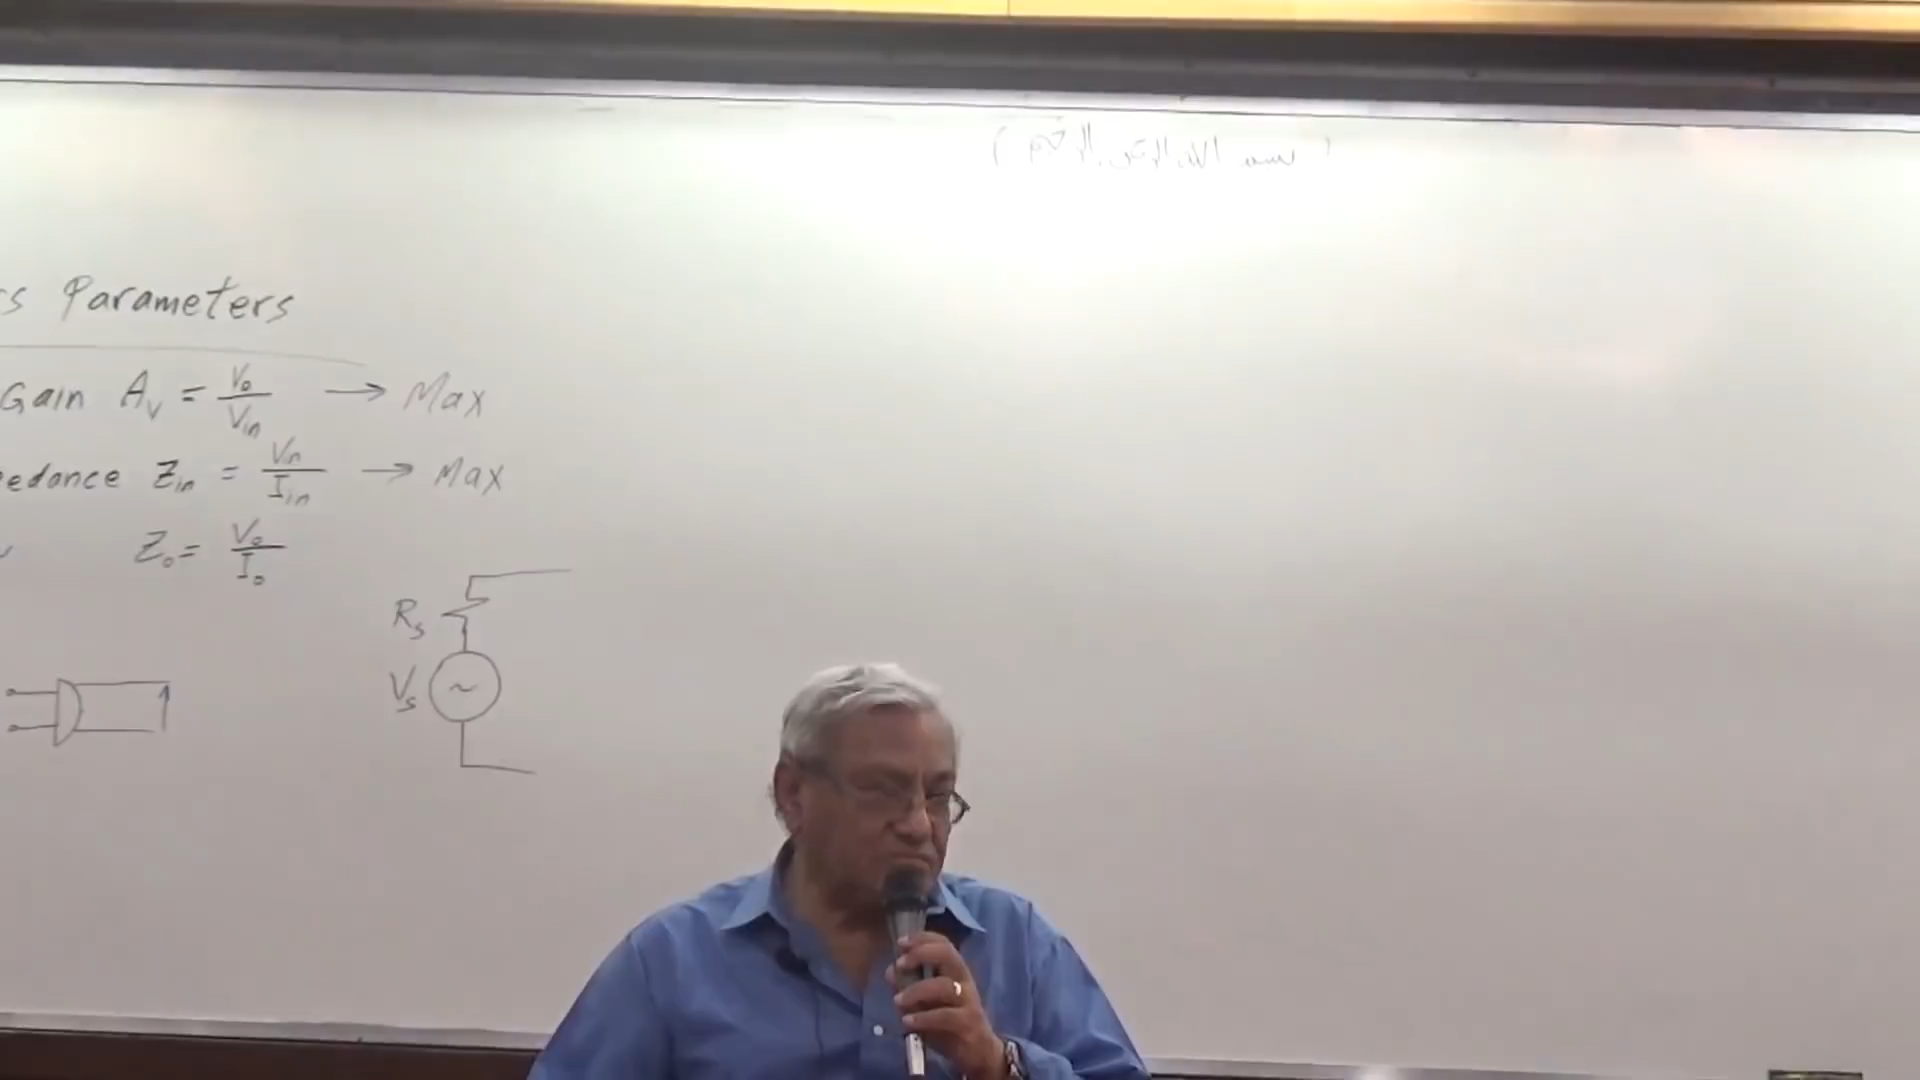 بسم الله الرحمن الرحيم
Parameters
Gain A_v = V_o / V_in → Max
Z_in = V_in / I_in → Max
Z_o = V_o / I_o
R_s
V_s
~